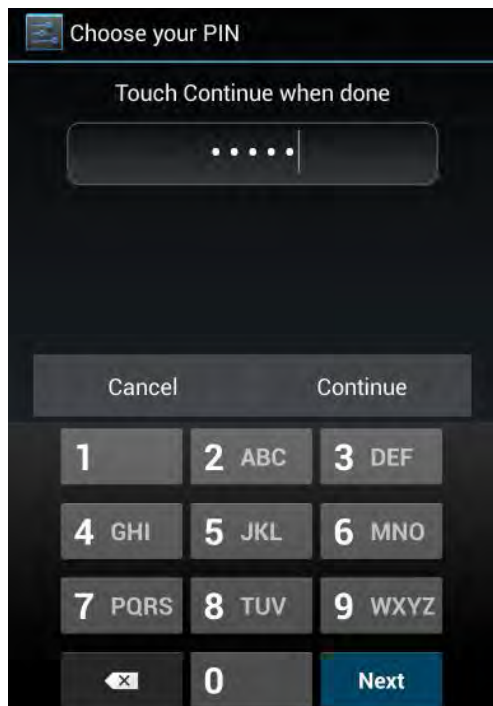 Choose your PIN
Touch Continue when done
•••••
Cancel Continue
1 2 ABC 3 DEF
4 GHI 5 JKL 6 MNO
7 PQRS 8 TUV 9 WXYZ
0 Next